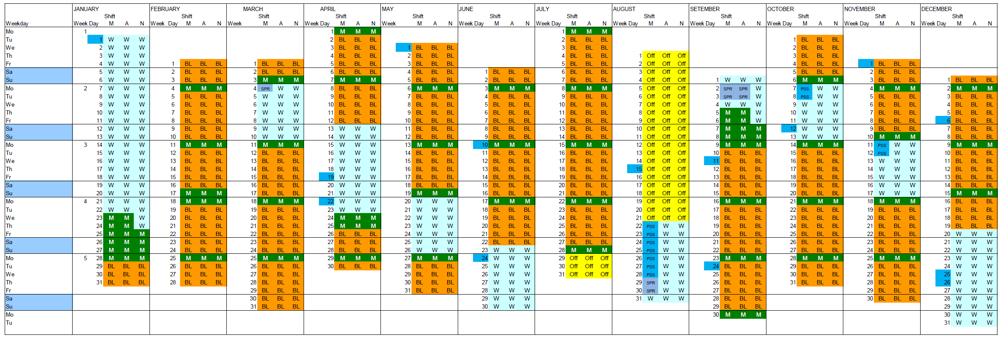 JANUARY FEBRUARY MARCH APRIL MAY JUNE JULY AUGUST SETEMBER OCTOBER NOVEMBER DECEMBER
Shift Shift Shift Shift Shift Shift Shift Shift Shift Shift Shift Shift
Weekday Week Day M A N Week Day M A N Week M A N Week Day M A N Week M A N Week Day M A N Week Day M A N Week Day M A N Week Day M A N Week Day M A N Week Day M A N Week Day M A N
Mo 1 1 M M M 1 M M M
Tu 1 W W W 2 BL BL BL 2 BL BL BL 1 BL BL BL
We 2 W W W 3 BL BL BL 1 BL BL BL 3 BL BL BL 2 BL BL BL
Th 3 W W W 4 BL BL BL 2 BL BL BL 4 BL BL BL 1 Off Off Off 3 BL BL BL
Fr 4 W W W 1 BL BL BL 1 BL BL BL 5 BL BL BL 3 BL BL BL 5 BL BL BL 2 Off Off Off 4 BL BL BL 1 BL BL BL
Sa 5 W W W 2 BL BL BL 2 BL BL BL 6 BL BL BL 4 BL BL BL 1 BL BL BL 6 BL BL BL 3 Off Off Off 5 BL BL BL 2 BL BL BL
Su 6 W W W 3 BL BL BL 3 M M M 7 M M M 5 BL BL BL 2 BL BL BL 7 BL BL BL 4 Off Off Off 1 W W W 6 M M M 3 BL BL BL 1 BL BL BL
Mo 2 7 W W W 4 M M M 4 SPR W W 8 BL BL BL 6 M M M 3 M M M 8 M M M 5 Off Off Off 2 SPR SPR W 7 PSS W W 4 M M M 2 M M M
Tu 8 W W W 5 BL BL BL 5 W W W 9 BL BL BL 7 BL BL BL 4 BL BL BL 9 BL BL BL 6 Off Off Off 3 SPR SPR W 8 PSS W W 5 BL BL BL 3 BL BL BL
We 9 W W W 6 BL BL BL 6 W W W 10 BL BL BL 8 BL BL BL 5 BL BL BL 10 BL BL BL 7 Off Off Off 4 W W W 9 W W W 6 BL BL BL 4 BL BL BL
Th 10 W W W 7 BL BL BL 7 W W W 11 BL BL BL 9 BL BL BL 6 BL BL BL 11 BL BL BL 8 Off Off Off 5 M M W 10 W W W 7 BL BL BL 5 BL BL BL
Fr 11 W W W 8 BL BL BL 8 W W W 12 BL BL BL 10 BL BL BL 7 BL BL BL 12 BL BL BL 9 Off Off Off 6 M M W 11 W W W 8 BL BL BL 6 BL BL BL
Sa 12 W W W 9 BL BL BL 9 W W W 13 W W W 11 BL BL BL 8 BL BL BL 13 BL BL BL 10 Off Off Off 7 M M M 12 W W W 9 BL BL BL 7 BL BL BL
Su 13 W W W 10 BL BL BL 10 W W W 14 W W W 12 BL BL BL 9 BL BL BL 14 BL BL BL 11 Off Off Off 8 M M M 13 W W W 10 M M M 8 BL BL BL
Mo 3 14 W W W 11 M M M 11 M M M 15 W W W 13 M M M 10 M M M 15 M M M 12 Off Off Off 9 M M M 14 M M M 11 PSS W W 9 M M M
Tu 15 W W W 12 BL BL BL 12 BL BL BL 16 W W W 14 BL BL BL 11 BL BL BL 16 BL BL BL 13 Off Off Off 10 BL BL BL 15 BL BL BL 12 PSS W W 10 BL BL BL
We 16 W W W 13 BL BL BL 13 BL BL BL 17 W W W 15 BL BL BL 12 BL BL BL 17 BL BL BL 14 Off Off Off 11 BL BL BL 16 BL BL BL 13 W W W 11 BL BL BL
Th 17 W W W 14 BL BL BL 14 BL BL BL 18 W W W 16 BL BL BL 13 BL BL BL 18 BL BL BL 15 Off Off Off 12 BL BL BL 17 BL BL BL 14 W W W 12 BL BL BL
Fr 18 W W W 15 BL BL BL 15 BL BL BL 19 W W W 17 BL BL BL 14 BL BL BL 19 BL BL BL 16 Off Off Off 13 BL BL BL 18 BL BL BL 15 W W W 13 BL BL BL
Sa 19 W W W 16 BL BL BL 16 BL BL BL 20 W W W 18 BL BL BL 15 BL BL BL 20 BL BL BL 17 Off Off Off 14 BL BL BL 19 BL BL BL 16 W W W 14 BL BL BL
Su 20 W W W 17 M M M 17 BL BL BL 21 W W W 19 M M M 16 BL BL BL 21 BL BL BL 18 Off Off Off 15 BL BL BL 20 BL BL BL 17 W W W 15 M M M
Mo 4 21 W W W 18 M M M 18 M M M 22 W W W 20 W W W 17 M M M 22 M M M 19 Off Off Off 16 M M M 21 M M M 18 M M M 16 BL BL BL
Tu 22 W W W 19 BL BL BL 19 BL BL BL 23 W W W 21 W W W 18 BL BL BL 23 BL BL BL 20 Off Off Off 17 BL BL BL 22 BL BL BL 19 BL BL BL 17 BL BL BL
We 23 M M W 20 BL BL BL 20 BL BL BL 24 M M M 22 W W W 19 BL BL BL 24 BL BL BL 21 Off Off Off 18 BL BL BL 23 BL BL BL 20 BL BL BL 18 BL BL BL
Th 24 M M W 21 BL BL BL 21 BL BL BL 25 M M M 23 W W W 20 BL BL BL 25 BL BL BL 22 PSS W W 19 BL BL BL 24 BL BL BL 21 BL BL BL 19 BL BL BL
Fr 25 M M M 22 BL BL BL 22 BL BL BL 26 BL BL BL 24 W W W 21 BL BL BL 26 BL BL BL 23 PSS W W 20 BL BL BL 25 BL BL BL 22 BL BL BL 20 W W W
Sa 26 M M M 23 BL BL BL 23 BL BL BL 27 BL BL BL 25 W W W 22 BL BL BL 27 BL BL BL 24 PSS W W 21 BL BL BL 26 BL BL BL 23 BL BL BL 21 W W W
Su 27 M M M 24 BL BL BL 24 BL BL BL 28 BL BL BL 26 W W W 23 W W W 28 M M M 25 PSS W W 22 BL BL BL 27 BL BL BL 24 BL BL BL 22 W W W
Mo 5 28 M M M 25 M M M 25 M M M 29 M M M 27 M M M 24 W W W 29 Off Off Off 26 PSS W W 23 M M M 28 M M M 25 M M M 23 W W W
Tu 29 BL BL BL 26 BL BL BL 26 BL BL BL 30 BL BL BL 28 BL BL BL 25 W W W 30 Off Off Off 27 PSS W W 24 BL BL BL 29 BL BL BL 26 BL BL BL 24 W W W
We 30 BL BL BL 27 BL BL BL 27 BL BL BL 29 BL BL BL 26 W W W 31 Off Off Off 28 PSS W W 25 BL BL BL 30 BL BL BL 27 BL BL BL 25 W W W
Th 31 BL BL BL 28 BL BL BL 28 BL BL BL 30 BL BL BL 27 W W W 29 SPR W W 26 BL BL BL 31 BL BL BL 28 BL BL BL 26 W W W
Fr 29 BL BL BL 31 BL BL BL 28 W W W 30 SPR W W 27 BL BL BL 29 BL BL BL 27 W W W
Sa 30 BL BL BL 29 W W W 31 W W W 28 BL BL BL 30 BL BL BL 28 W W W
Su 31 BL BL BL 30 W W W 29 BL BL BL 29 W W W
Mo 30 M M M 30 W W W
Tu 31 W W W